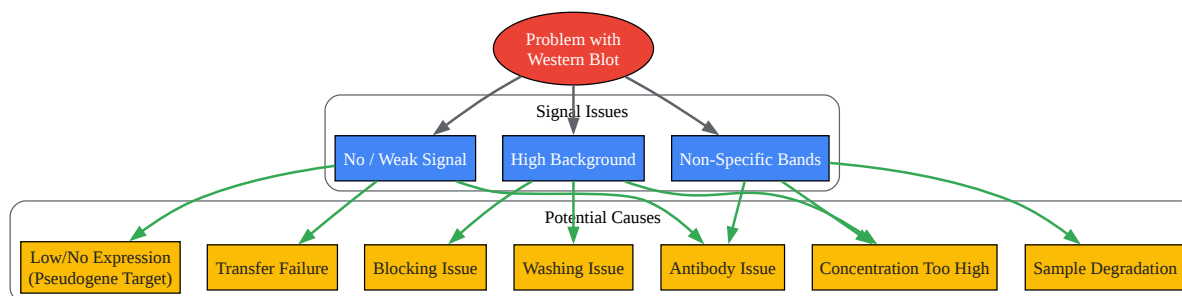 Problem with
Western Blot
Signal Issues
No / Weak Signal
High Background
Non-Specific Bands
Potential Causes
Low/No Expression
(Pseudogene Target)
Transfer Failure
Blocking Issue
Washing Issue
Antibody Issue
Concentration Too High
Sample Degradation